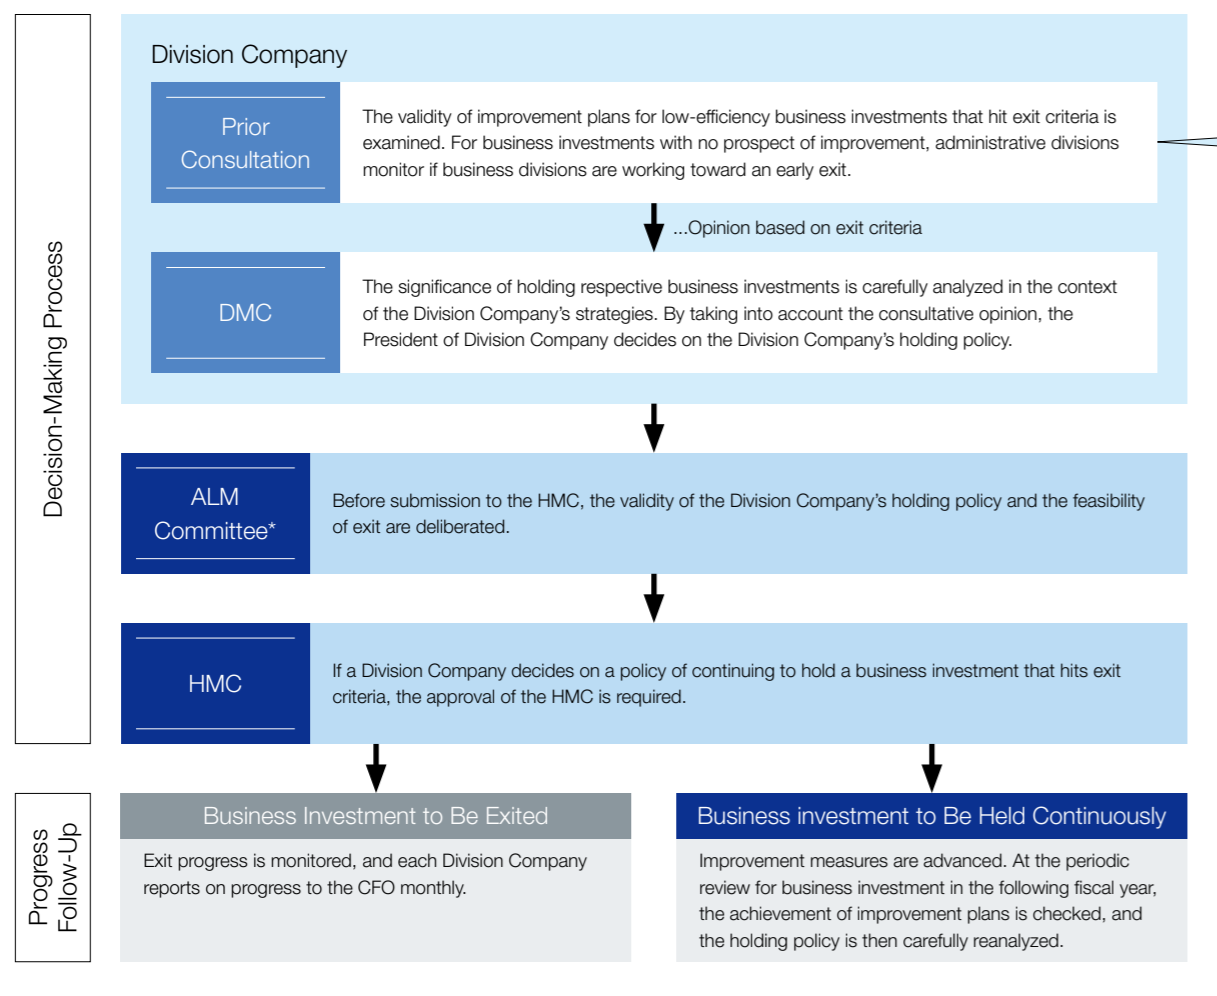 Decision-Making Process
Division Company
Prior
Consultation
The validity of improvement plans for low-efficiency business investments that hit exit criteria is
examined. For business investments with no prospect of improvement, administrative divisions
monitor if business divisions are working toward an early exit.
...Opinion based on exit criteria
DMC
The significance of holding respective business investments is carefully analyzed in the context
of the Division Company’s strategies. By taking into account the consultative opinion, the
President of Division Company decides on the Division Company’s holding policy.
ALM
Committee*
Before submission to the HMC, the validity of the Division Company’s holding policy and the feasibility
of exit are deliberated.
HMC
If a Division Company decides on a policy of continuing to hold a business investment that hits exit
criteria, the approval of the HMC is required.
Progress
Follow-Up
Business Investment to Be Exited
Exit progress is monitored, and each Division Company
reports on progress to the CFO monthly.
Business investment to Be Held Continuously
Improvement measures are advanced. At the periodic
review for business investment in the following fiscal year,
the achievement of improvement plans is checked, and
the holding policy is then carefully reanalyzed.